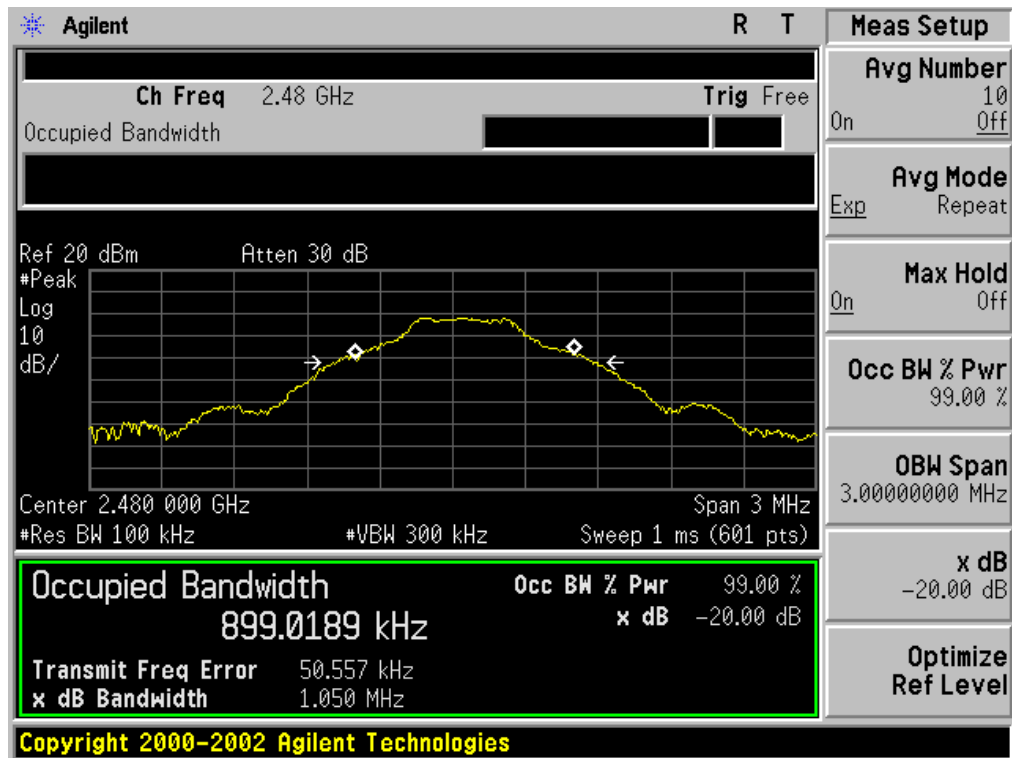 Agilent R T
Ch Freq 2.48 GHz Trig Free
Occupied Bandwidth
Ref 20 dBm Atten 30 dB
#Peak
Log
10
dB/
Center 2.480 000 GHz Span 3 MHz
#Res BW 100 kHz #VBW 300 kHz Sweep 1 ms (601 pts)
Occupied Bandwidth Occ BW % Pwr 99.00 %
899.0189 kHz x dB -20.00 dB
Transmit Freq Error 50.557 kHz
x dB Bandwidth 1.050 MHz
Copyright 2000-2002 Agilent Technologies
Meas Setup
Avg Number
10
On Off
Avg Mode
Exp Repeat
Max Hold
On Off
Occ BW % Pwr
99.00 %
OBW Span
3.00000000 MHz
x dB
-20.00 dB
Optimize
Ref Level